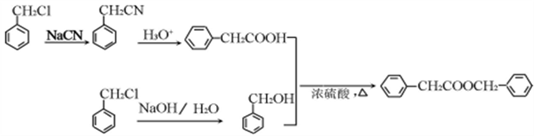 CH₂Cl
NaCN
CH₂CN
H₃O⁺
CH₂COOH
CH₂Cl
NaOH/ H₂O
CH₂OH
浓硫酸,△
CH₂COOCH₂